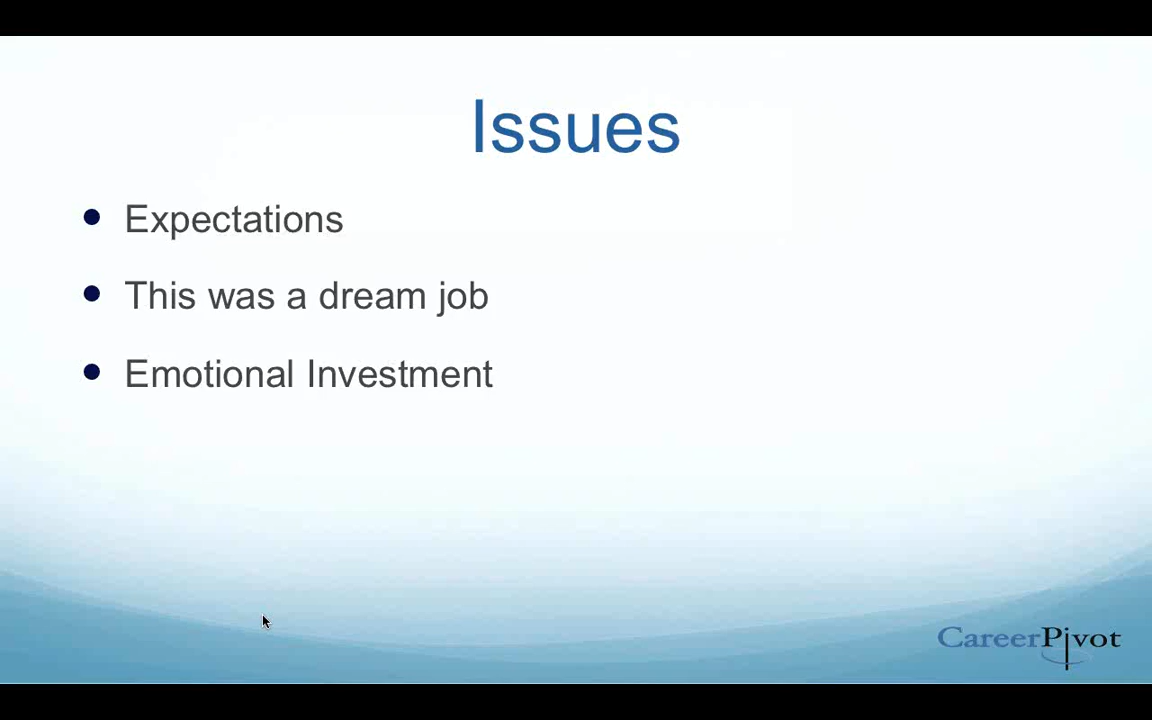 Issues
Expectations
This was a dream job
Emotional Investment
CareerPivot